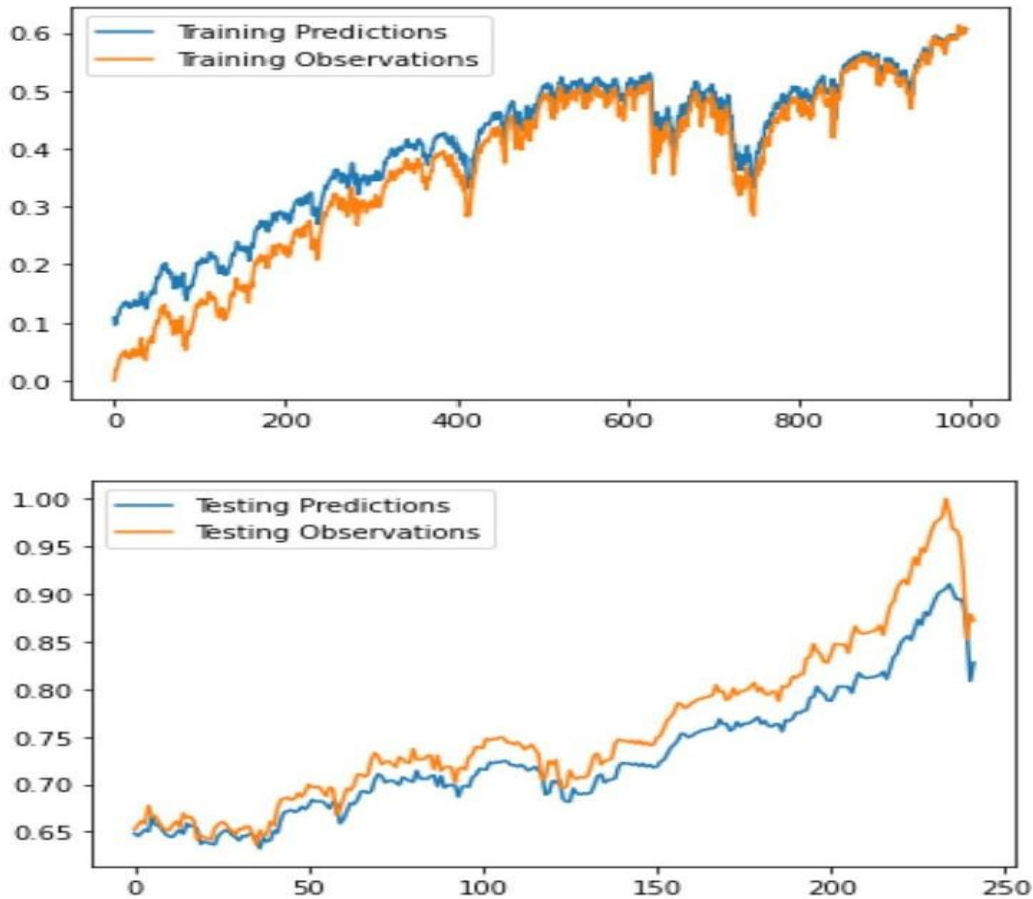 Training Predictions
Training Observations
0.6
0.5
0.4
0.3
0.2
0.1
0.0
0 200 400 600 800 1000
Testing Predictions
Testing Observations
1.00
0.95
0.90
0.85
0.80
0.75
0.70
0.65
0 50 100 150 200 250